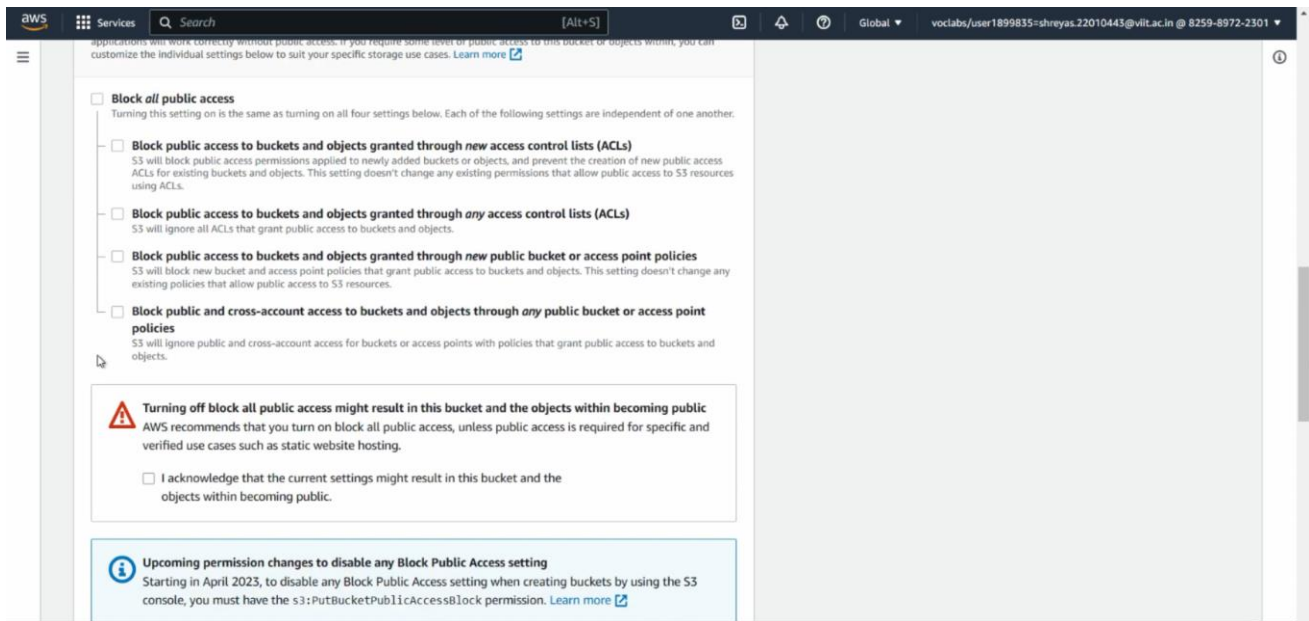 aws Services Search [Alt+S] Global ▼ voclabs/user1899835=shreyas.22010443@viit.ac.in @ 8259-8972-2301 ▼
applications will work correctly without public access. If you require some level of public access to this bucket or objects within, you can
customize the individual settings below to suit your specific storage use cases. Learn more
Block all public access
Turning this setting on is the same as turning on all four settings below. Each of the following settings are independent of one another.
Block public access to buckets and objects granted through new access control lists (ACLs)
S3 will block public access permissions applied to newly added buckets or objects, and prevent the creation of new public access
ACLs for existing buckets and objects. This setting doesn't change any existing permissions that allow public access to S3 resources
using ACLs.
Block public access to buckets and objects granted through any access control lists (ACLs)
S3 will ignore all ACLs that grant public access to buckets and objects.
Block public access to buckets and objects granted through new public bucket or access point policies
S3 will block new bucket and access point policies that grant public access to buckets and objects. This setting doesn't change any
existing policies that allow public access to S3 resources.
Block public and cross-account access to buckets and objects through any public bucket or access point
policies
S3 will ignore public and cross-account access for buckets or access points with policies that grant public access to buckets and
objects.
Turning off block all public access might result in this bucket and the objects within becoming public
AWS recommends that you turn on block all public access, unless public access is required for specific and
verified use cases such as static website hosting.
I acknowledge that the current settings might result in this bucket and the
objects within becoming public.
Upcoming permission changes to disable any Block Public Access setting
Starting in April 2023, to disable any Block Public Access setting when creating buckets by using the S3
console, you must have the s3:PutBucketPublicAccessBlock permission. Learn more